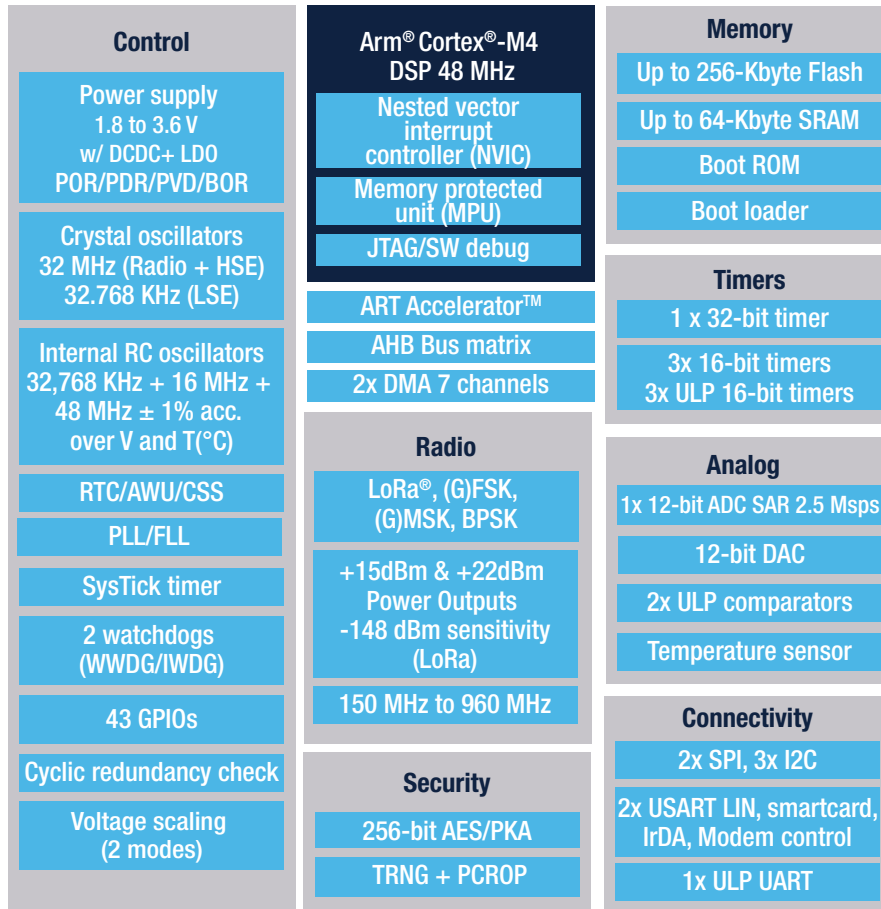 Control
Power supply
1.8 to 3.6 V
w/ DCDC+ LDO
POR/PDR/PVD/BOR
Crystal oscillators
32 MHz (Radio + HSE)
32.768 KHz (LSE)
Internal RC oscillators
32,768 KHz + 16 MHz +
48 MHz ± 1% acc.
over V and T(°C)
RTC/AWU/CSS
PLL/FLL
SysTick timer
2 watchdogs
(WWDG/IWDG)
43 GPIOs
Cyclic redundancy check
Voltage scaling
(2 modes)
Arm® Cortex®-M4
DSP 48 MHz
Nested vector
interrupt
controller (NVIC)
Memory protected
unit (MPU)
JTAG/SW debug
ART Accelerator™
AHB Bus matrix
2x DMA 7 channels
Radio
LoRa®, (G)FSK,
(G)MSK, BPSK
+15dBm & +22dBm
Power Outputs
-148 dBm sensitivity
(LoRa)
150 MHz to 960 MHz
Security
256-bit AES/PKA
TRNG + PCROP
Memory
Up to 256-Kbyte Flash
Up to 64-Kbyte SRAM
Boot ROM
Boot loader
Timers
1 x 32-bit timer
3x 16-bit timers
3x ULP 16-bit timers
Analog
1x 12-bit ADC SAR 2.5 Msps
12-bit DAC
2x ULP comparators
Temperature sensor
Connectivity
2x SPI, 3x I2C
2x USART LIN, smartcard,
IrDA, Modem control
1x ULP UART